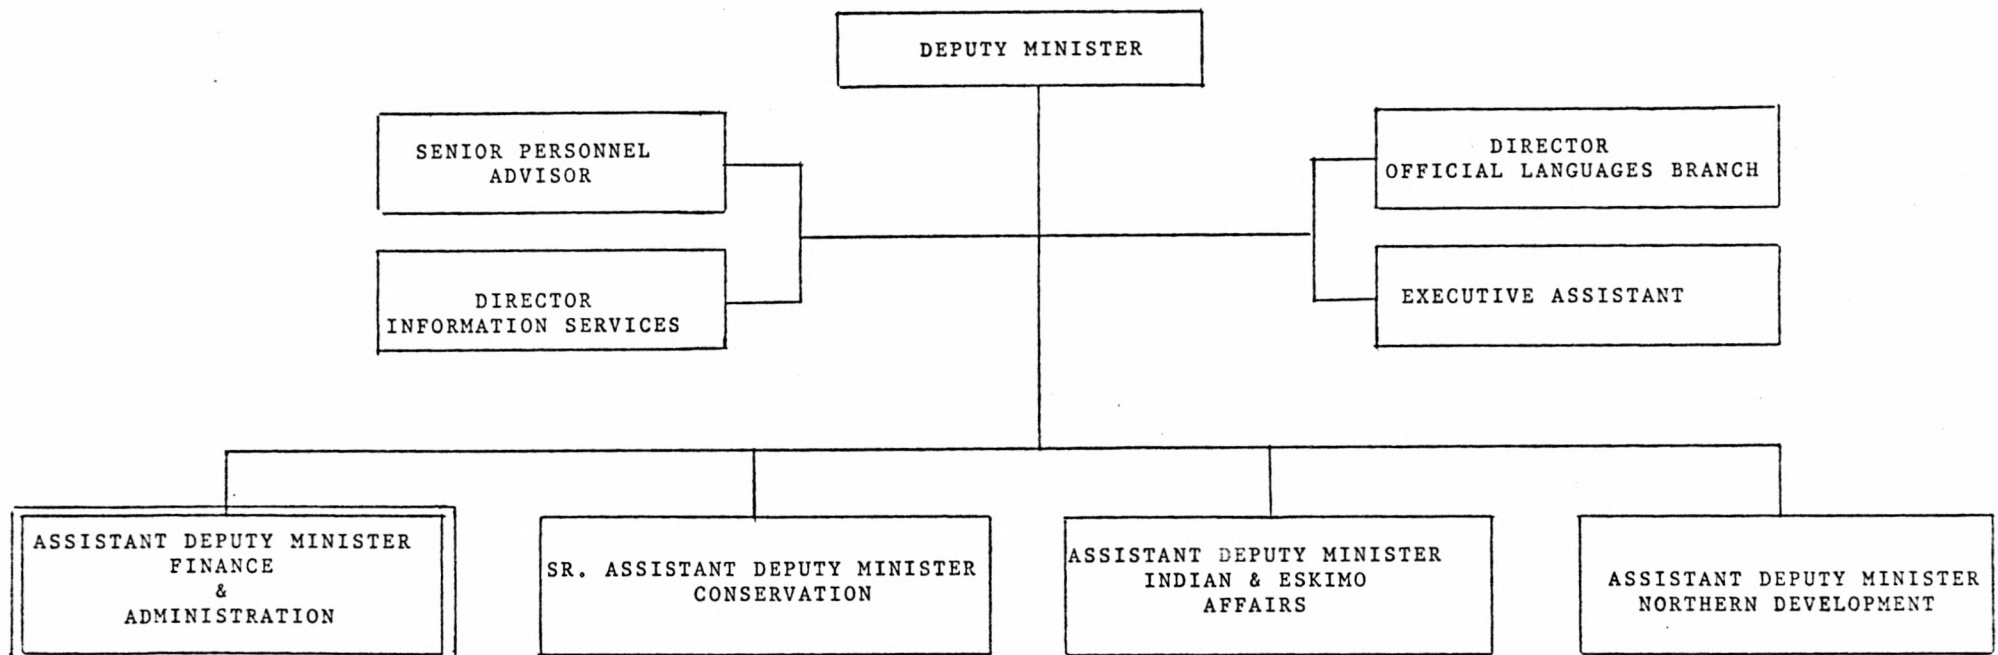 DEPUTY MINISTER
SENIOR PERSONNEL
ADVISOR
DIRECTOR
OFFICIAL LANGUAGES BRANCH
DIRECTOR
INFORMATION SERVICES
EXECUTIVE ASSISTANT
ASSISTANT DEPUTY MINISTER
FINANCE
&
ADMINISTRATION
SR. ASSISTANT DEPUTY MINISTER
CONSERVATION
ASSISTANT DEPUTY MINISTER
INDIAN & ESKIMO
AFFAIRS
ASSISTANT DEPUTY MINISTER
NORTHERN DEVELOPMENT